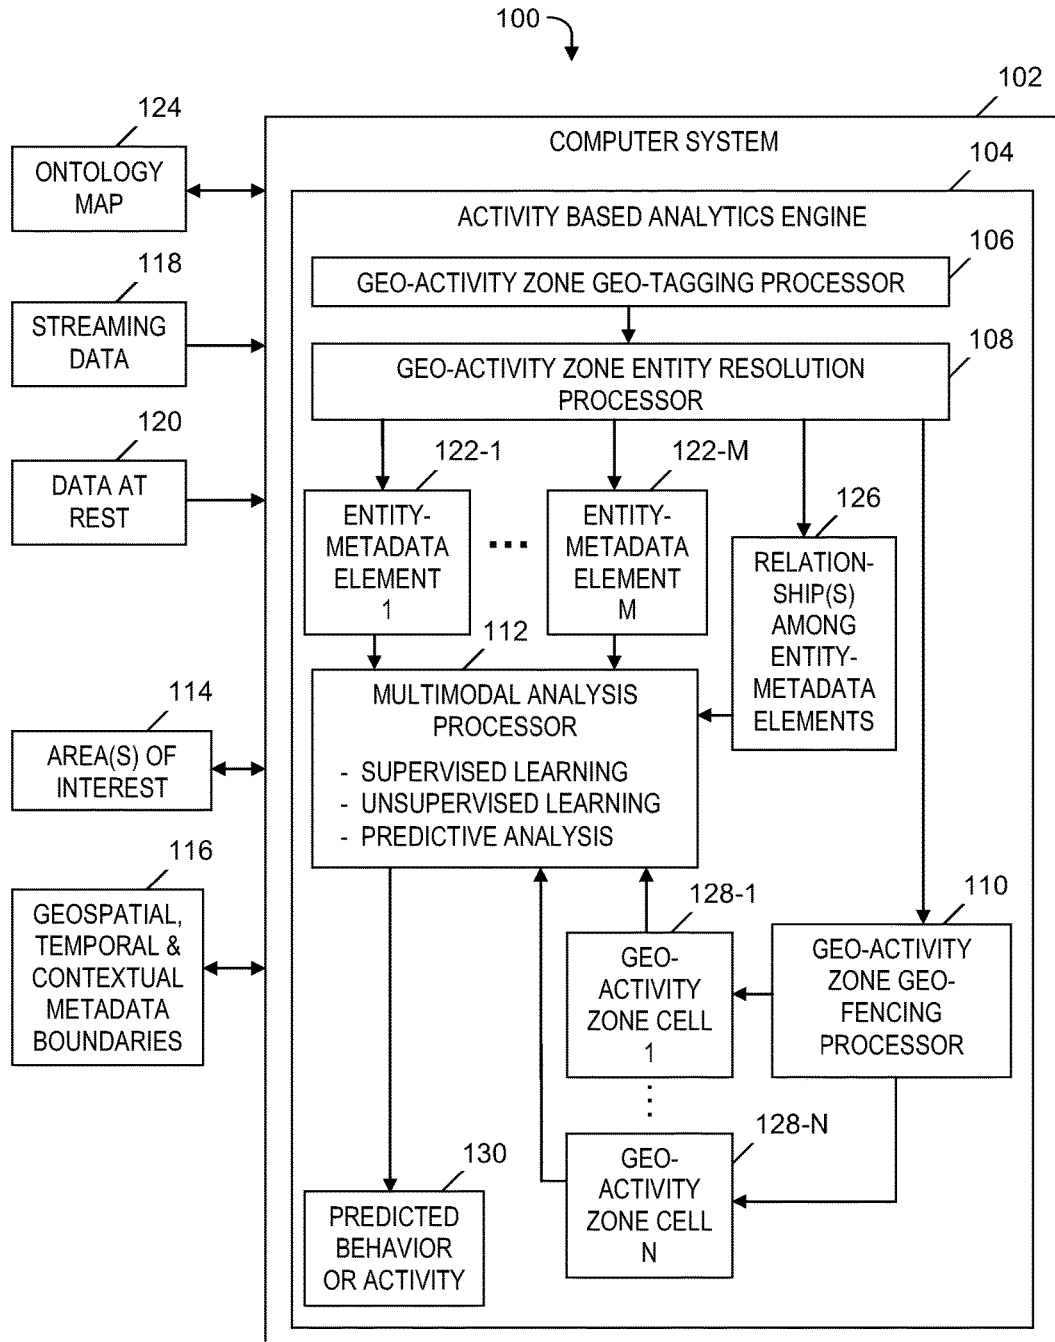 100
102
COMPUTER SYSTEM
124
ONTOLOGY
MAP
118
STREAMING
DATA
120
DATA AT
REST
114
AREA(S) OF
INTEREST
116
GEOSPATIAL,
TEMPORAL &
CONTEXTUAL
METADATA
BOUNDARIES
104
ACTIVITY BASED ANALYTICS ENGINE
106
GEO-ACTIVITY ZONE GEO-TAGGING PROCESSOR
108
GEO-ACTIVITY ZONE ENTITY RESOLUTION
PROCESSOR
122-1
ENTITY-
METADATA
ELEMENT
1
...
122-M
ENTITY-
METADATA
ELEMENT
M
126
RELATION-
SHIP(S)
AMONG
ENTITY-
METADATA
ELEMENTS
112
MULTIMODAL ANALYSIS
PROCESSOR
- SUPERVISED LEARNING
- UNSUPERVISED LEARNING
- PREDICTIVE ANALYSIS
110
GEO-ACTIVITY
ZONE GEO-
FENCING
PROCESSOR
128-1
GEO-
ACTIVITY
ZONE CELL
1
128-N
GEO-
ACTIVITY
ZONE CELL
N
130
PREDICTED
BEHAVIOR
OR ACTIVITY